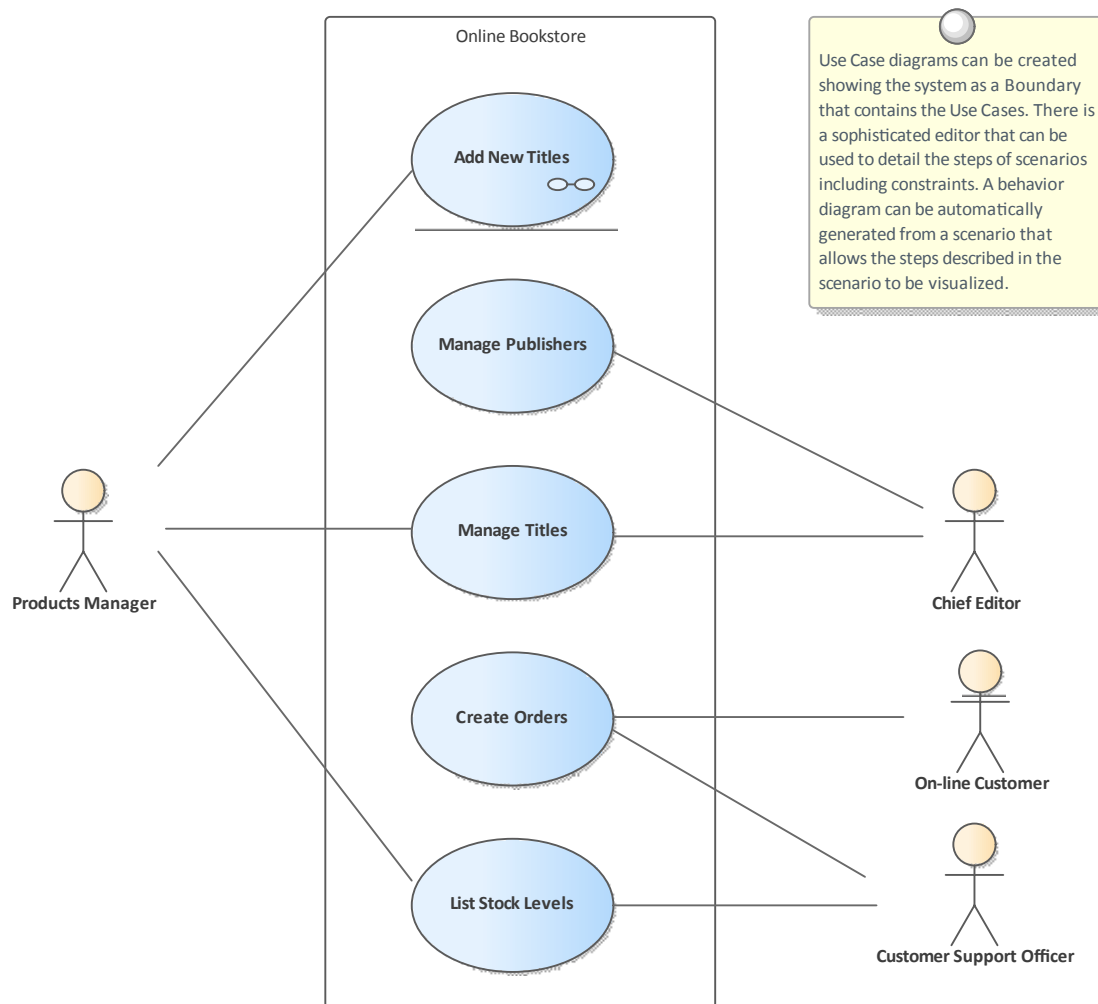 Online Bookstore
Use Case diagrams can be created
showing the system as a Boundary
that contains the Use Cases. There is
a sophisticated editor that can be
used to detail the steps of scenarios
including constraints. A behavior
diagram can be automatically
generated from a scenario that
allows the steps described in the
scenario to be visualized.
Add New Titles
Manage Publishers
Manage Titles
Products Manager
Chief Editor
Create Orders
On-line Customer
List Stock Levels
Customer Support Officer